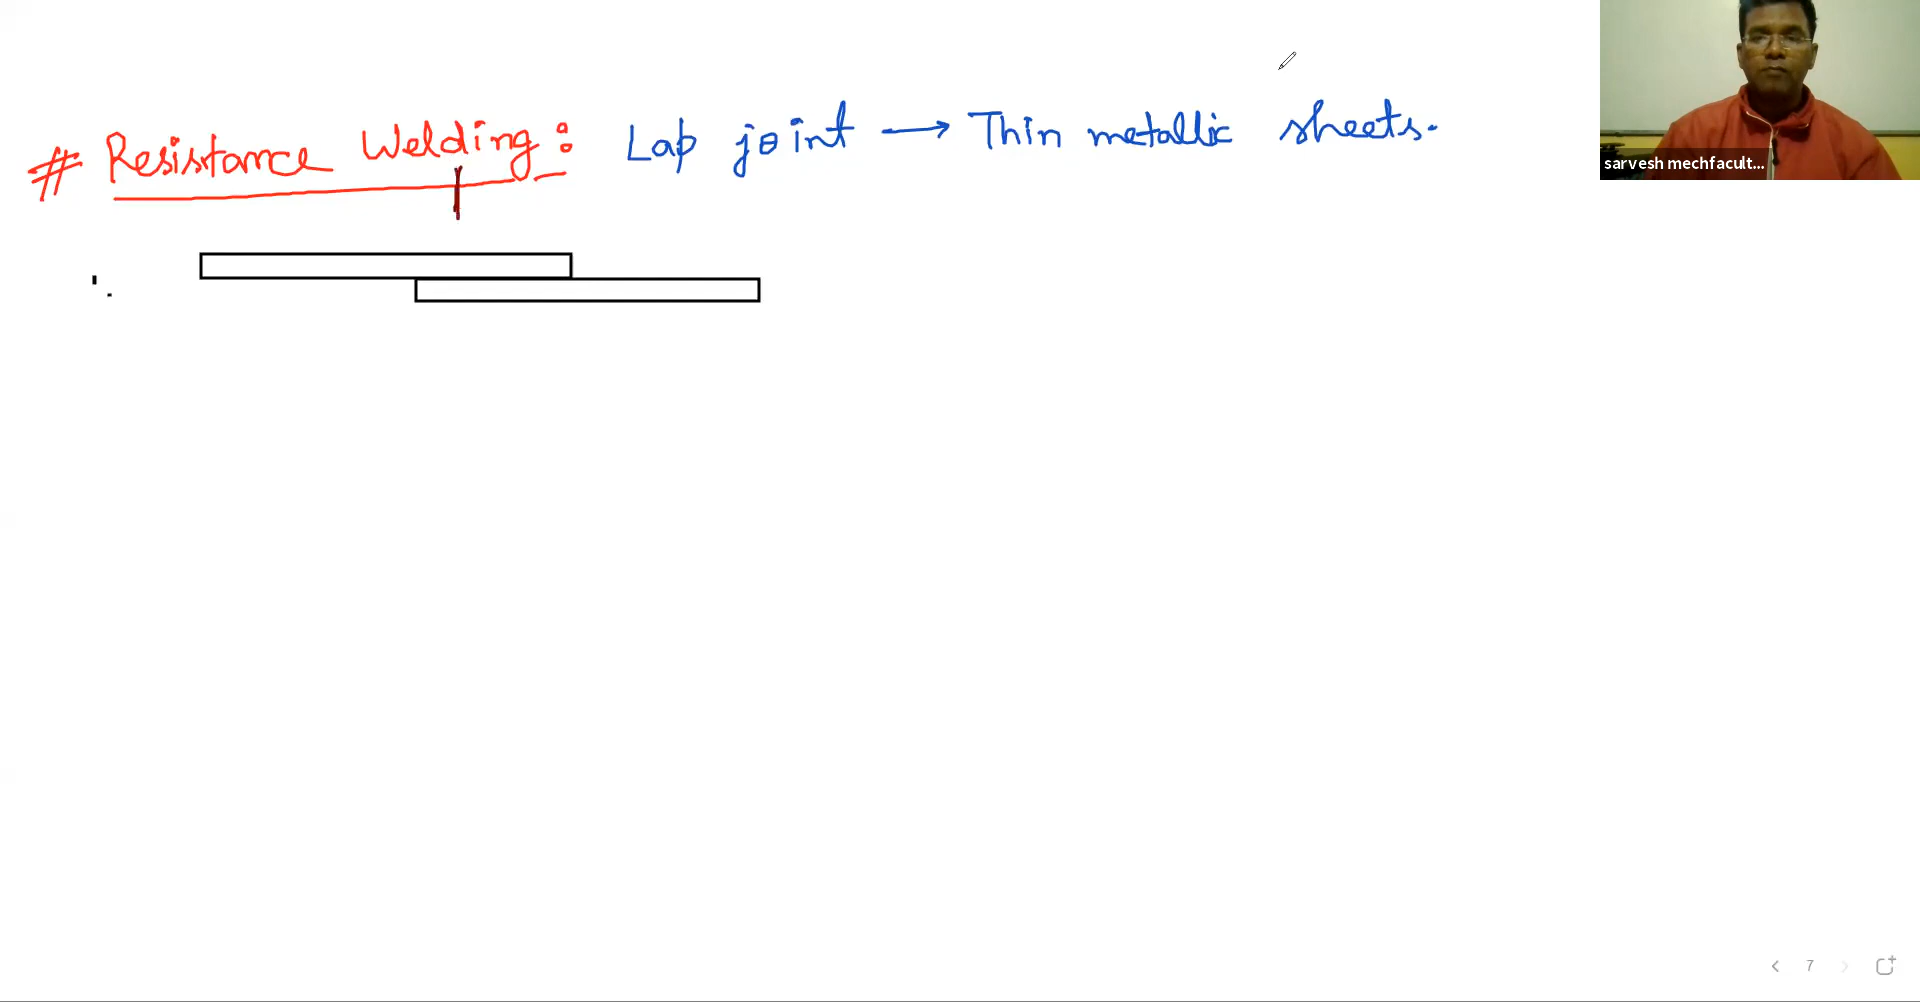 # Resistance Welding: Lap joint → Thin metallic sheets.
sarvesh mechfacult...
7